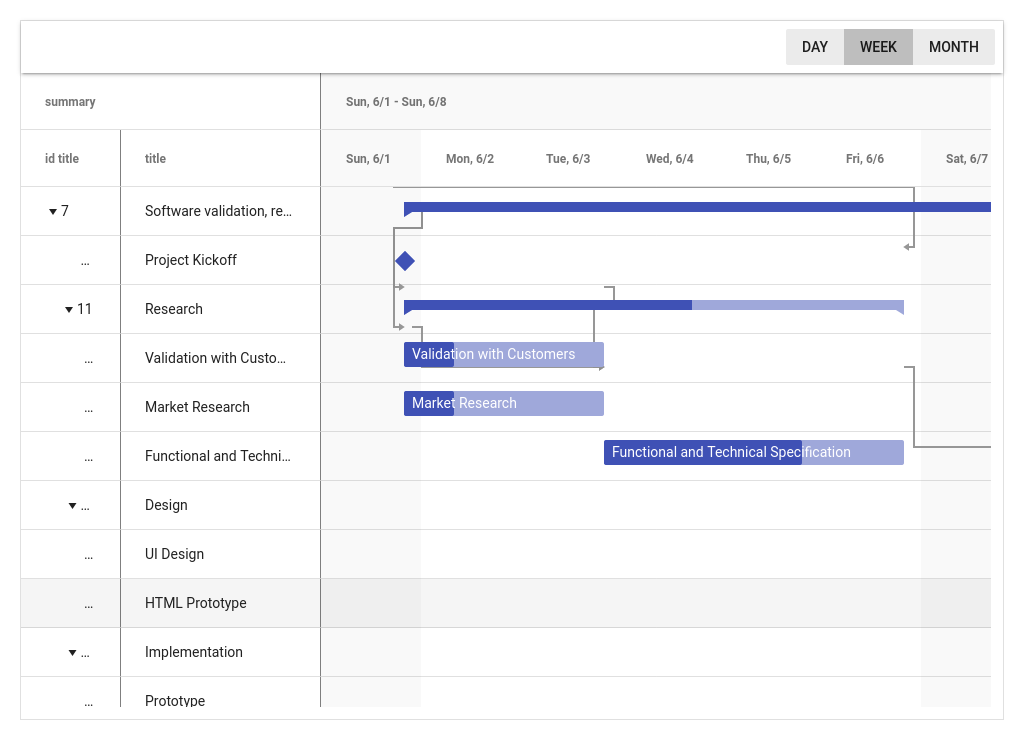 DAY WEEK MONTH
summary Sun, 6/1 - Sun, 6/8
id title title Sun, 6/1 Mon, 6/2 Tue, 6/3 Wed, 6/4 Thu, 6/5 Fri, 6/6 Sat, 6/7
7 Software validation, re...
... Project Kickoff
11 Research
... Validation with Custo... Validation with Customers
... Market Research Market Research
... Functional and Techni... Functional and Technical Specification
... Design
... UI Design
... HTML Prototype
... Implementation
... Prototype